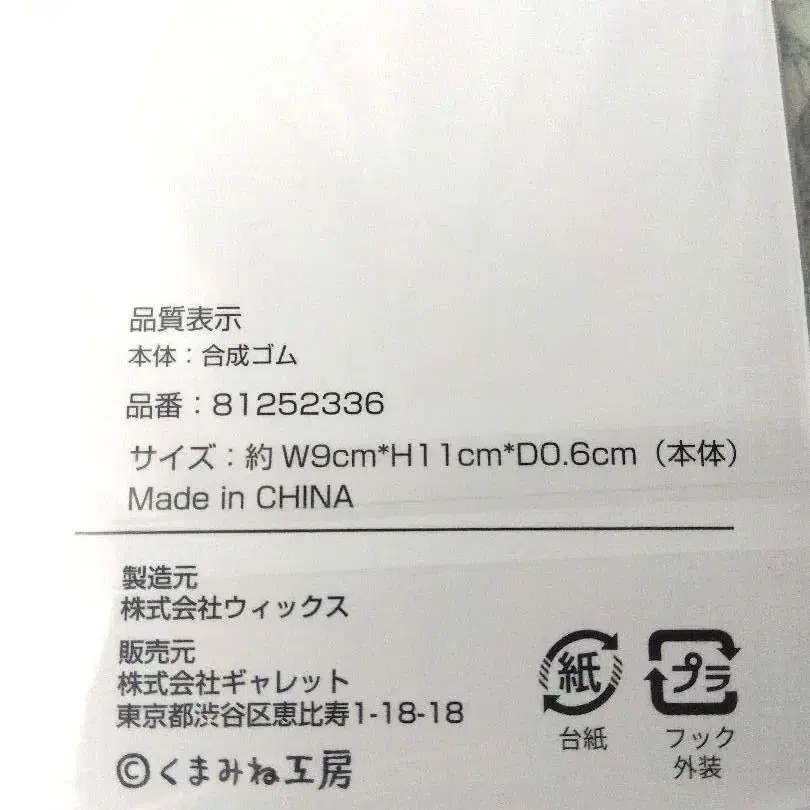 品質表示
本体：合成ゴム
品番：81252336
サイズ：約 W9cm*H11cm*D0.6cm（本体）
Made in CHINA
製造元
株式会社ウィックス
販売元
株式会社ギャレット
東京都渋谷区恵比寿1-18-18
©くまみね工房
紙
台紙
プラ
フック
外装